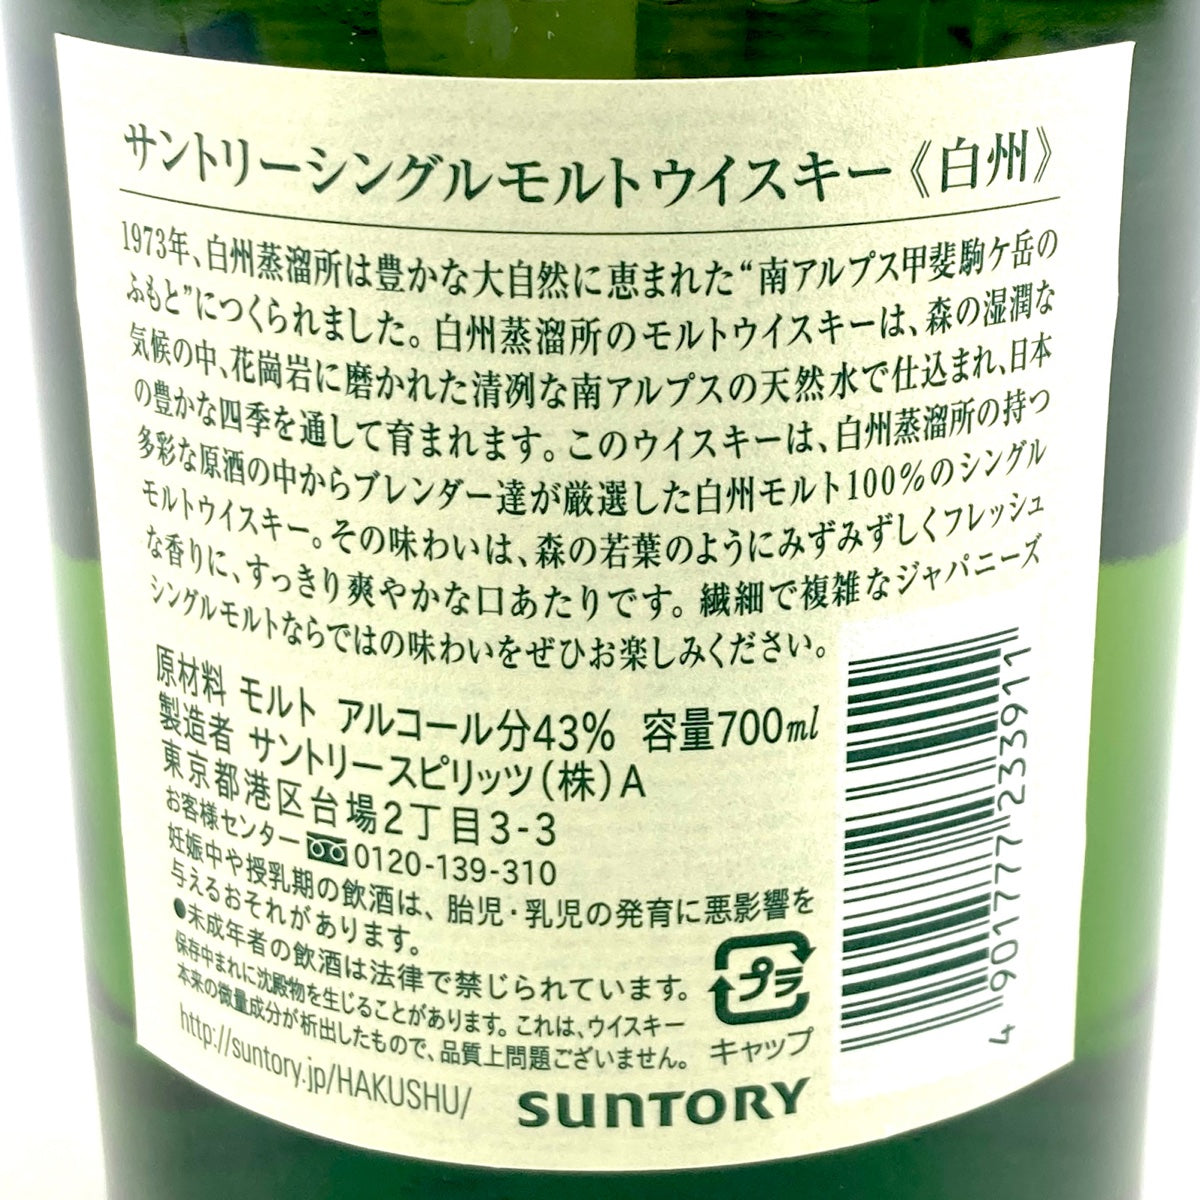 サントリーシングルモルトウイスキー《白州》
1973年、白州蒸溜所は豊かな大自然に恵まれた“南アルプス甲斐駒ケ岳の
ふもと”につくられました。白州蒸溜所のモルトウイスキーは、森の湿潤な
気候の中、花崗岩に磨かれた清冽な南アルプスの天然水で仕込まれ、日本
の豊かな四季を通して育まれます。このウイスキーは、白州蒸溜所の持つ
多彩な原酒の中からブレンダー達が厳選した白州モルト100%のシングル
モルトウイスキー。その味わいは、森の若葉のようにみずみずしくフレッシュ
な香りに、すっきり爽やかな口あたりです。繊細で複雑なジャパニーズ
シングルモルトならではの味わいをぜひお楽しみください。
原材料 モルト アルコール分43% 容量700ml
製造者 サントリースピリッツ(株)A
東京都港区台場2丁目3-3
お客様センター 0120-139-310
妊娠中や授乳期の飲酒は、胎児・乳児の発育に悪影響を
与えるおそれがあります。
●未成年者の飲酒は法律で禁じられています。
保存中まれに沈殿物を生じることがあります。これは、ウイスキー
本来の微量成分が析出したもので、品質上問題ございません。
プラ
キャップ
http://suntory.jp/HAKUSHU/
SUNTORY
4 901777 233911